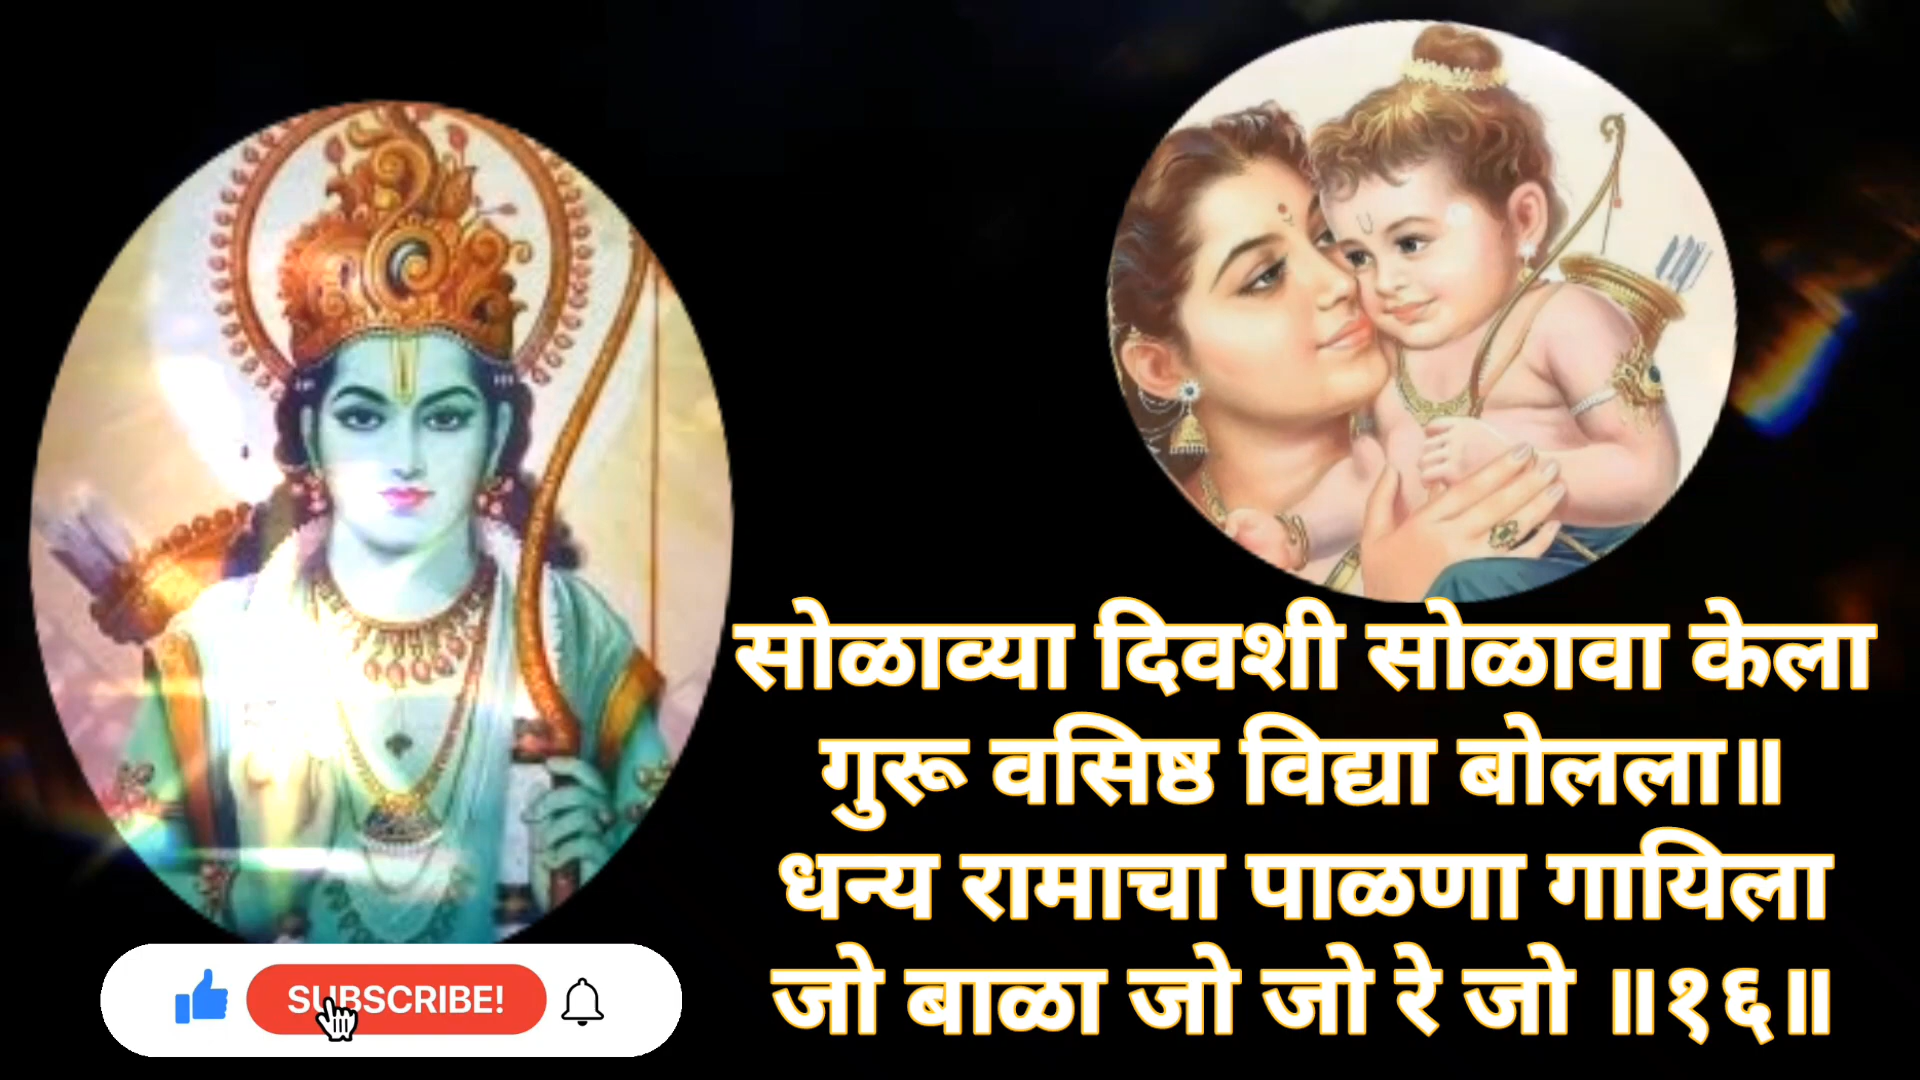 सोळाव्या दिवशी सोळावा केला
गुरू वसिष्ठ विद्या बोलला॥
धन्य रामाचा पाळणा गायिला
जो बाळा जो जो रे जो ॥१६॥
SUBSCRIBE!